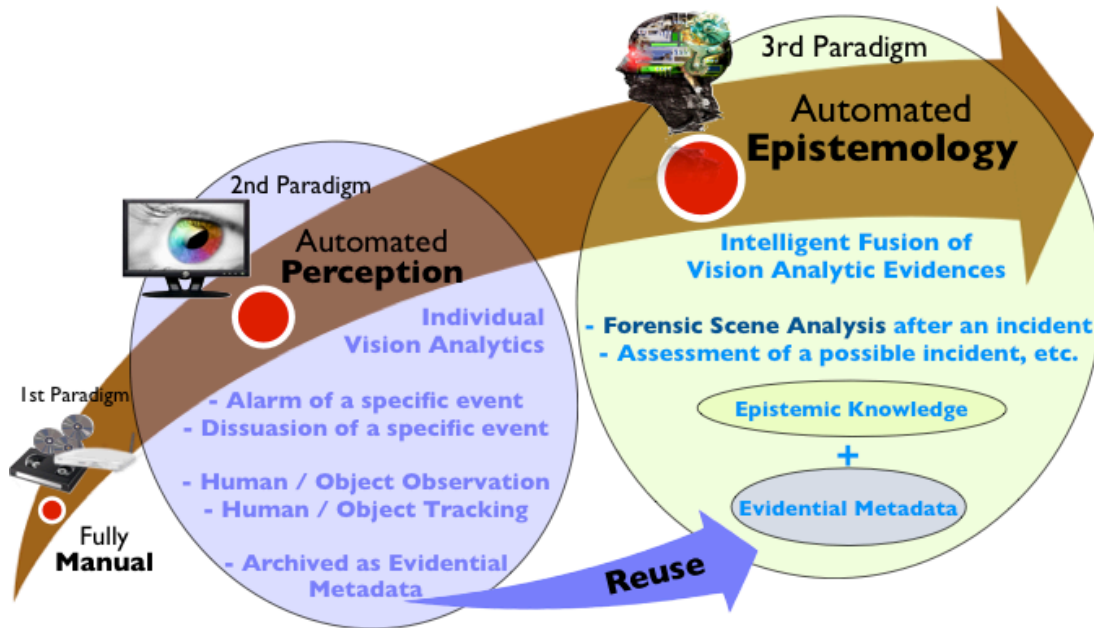 1st Paradigm
Fully
Manual
2nd Paradigm
Automated
Perception
Individual
Vision Analytics
- Alarm of a specific event
- Dissuasion of a specific event
- Human / Object Observation
- Human / Object Tracking
- Archived as Evidential
Metadata
Reuse
3rd Paradigm
Automated
Epistemology
Intelligent Fusion of
Vision Analytic Evidences
- Forensic Scene Analysis after an incident
- Assessment of a possible incident, etc.
Epistemic Knowledge
+
Evidential Metadata